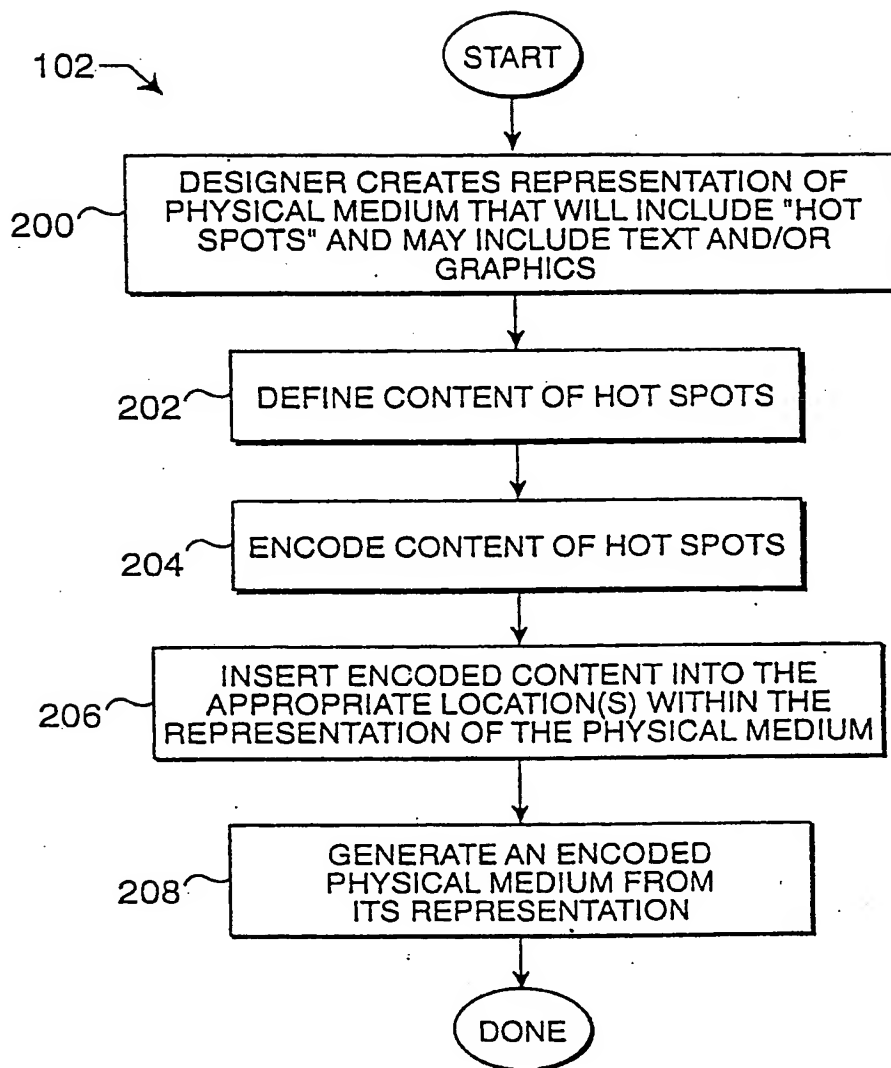 102
START
200
DESIGNER CREATES REPRESENTATION OF
PHYSICAL MEDIUM THAT WILL INCLUDE "HOT
SPOTS" AND MAY INCLUDE TEXT AND/OR
GRAPHICS
202
DEFINE CONTENT OF HOT SPOTS
204
ENCODE CONTENT OF HOT SPOTS
206
INSERT ENCODED CONTENT INTO THE
APPROPRIATE LOCATION(S) WITHIN THE
REPRESENTATION OF THE PHYSICAL MEDIUM
208
GENERATE AN ENCODED
PHYSICAL MEDIUM FROM
ITS REPRESENTATION
DONE